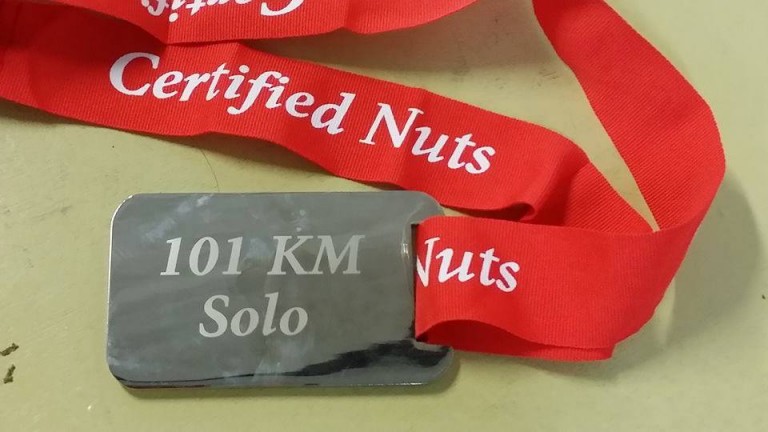 Certified Nuts
Nuts
101 KM
Solo